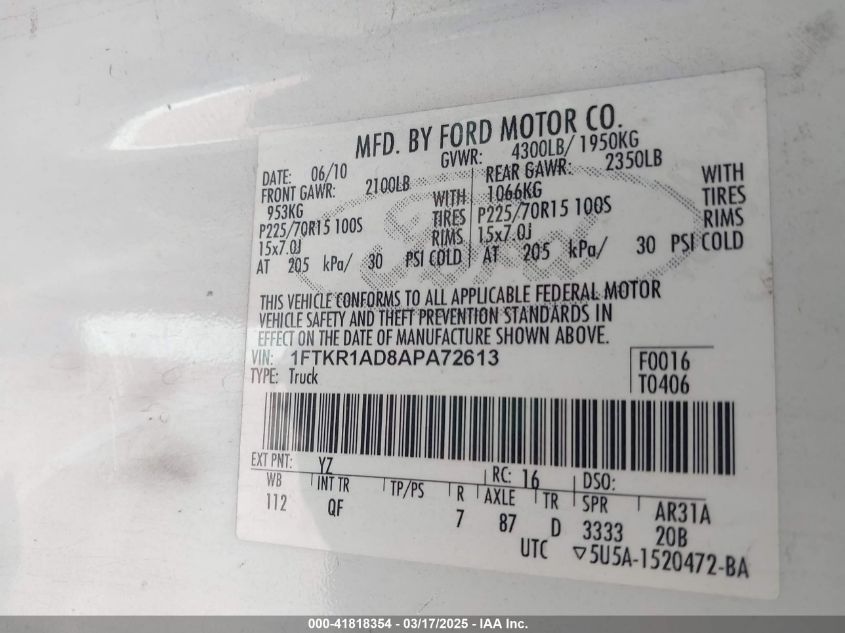 MFD. BY FORD MOTOR CO.
DATE: 06/10 GVWR: 4300LB/ 1950KG
FRONT GAWR: 2100LB REAR GAWR: 2350LB
953KG WITH 1066KG WITH
P225/70R15 100S TIRES P225/70R15 100S TIRES
15x7.0J RIMS 15x7.0J RIMS
AT 205 kPa/ 30 PSI COLD AT 205 kPa/ 30 PSI COLD
THIS VEHICLE CONFORMS TO ALL APPLICABLE FEDERAL MOTOR
VEHICLE SAFETY AND THEFT PREVENTION STANDARDS IN
EFFECT ON THE DATE OF MANUFACTURE SHOWN ABOVE.
VIN: 1FTKR1AD8APA72613 F0016
TYPE: Truck T0406
EXT PNT: YZ RC: 16 DSO:
WB INT TR TP/PS R AXLE TR SPR AR31A
112 QF 7 87 D 3333 20B
UTC ▽5U5A-1520472-BA
Ford
000-41818354 - 03/17/2025 - IAA Inc.